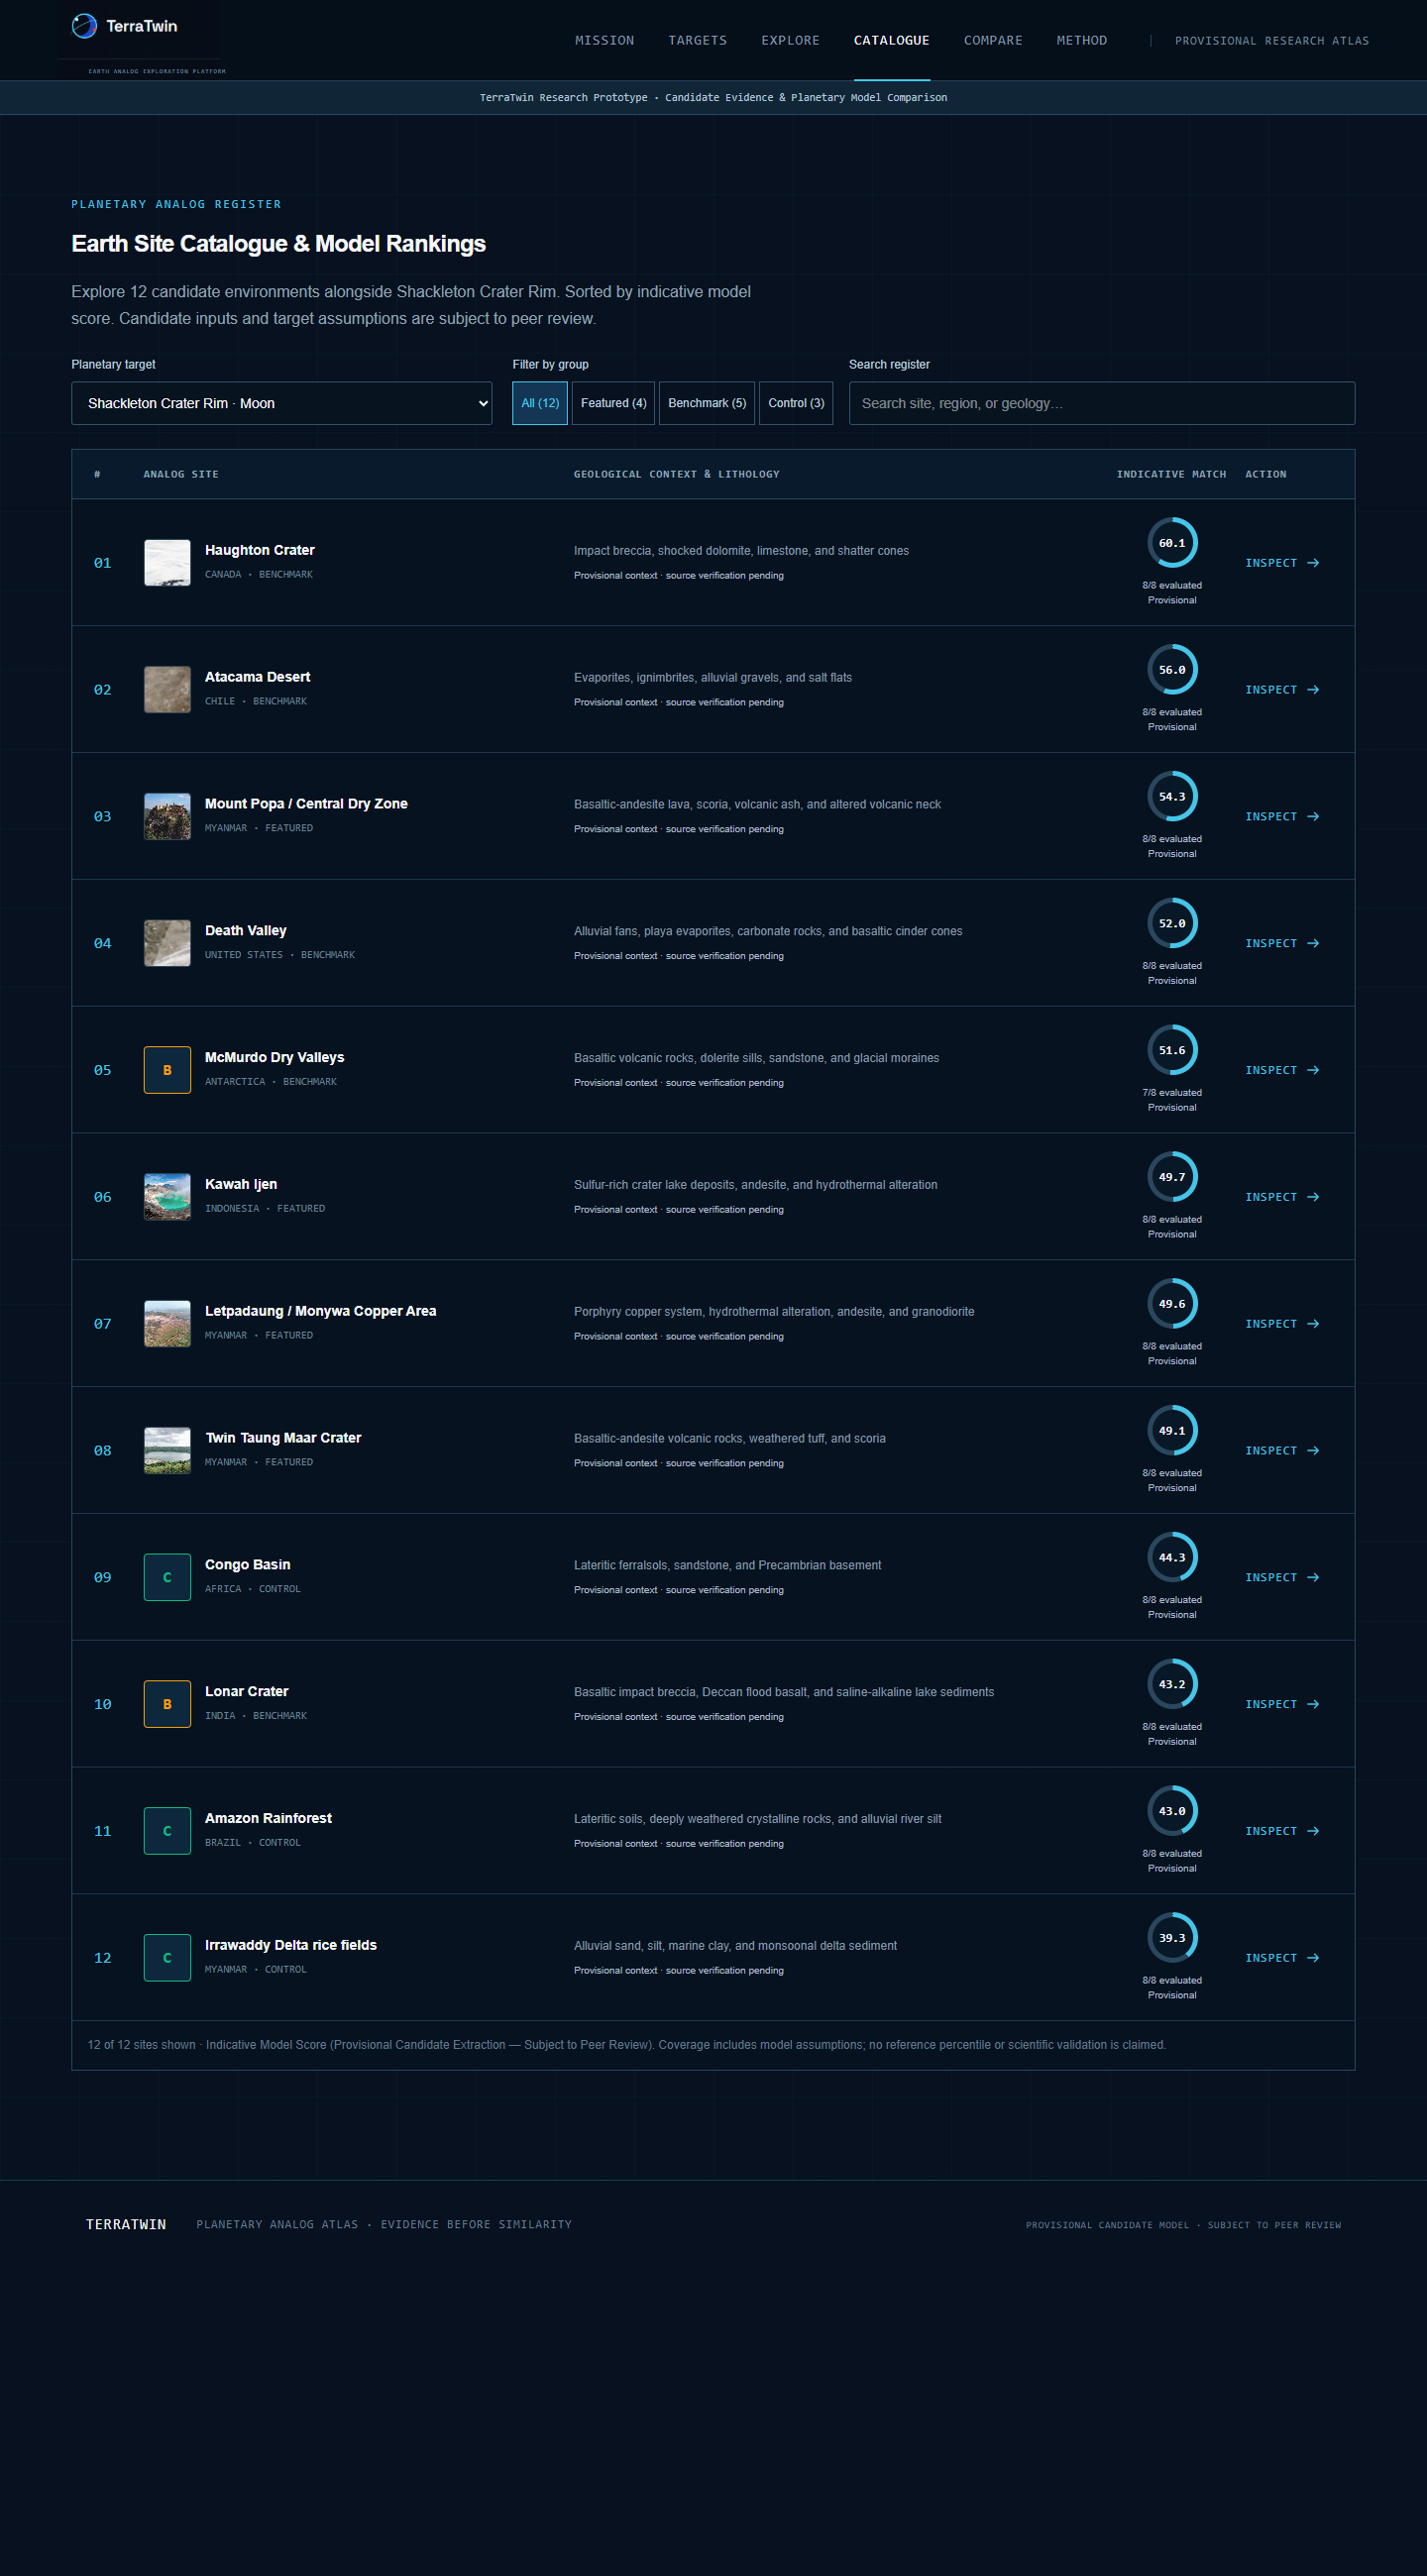 TerraTwin
EARTH ANALOG EXPLORATION PLATFORM
MISSION TARGETS EXPLORE CATALOGUE COMPARE METHOD | PROVISIONAL RESEARCH ATLAS
TerraTwin Research Prototype · Candidate Evidence & Planetary Model Comparison
PLANETARY ANALOG REGISTER
Earth Site Catalogue & Model Rankings
Explore 12 candidate environments alongside Shackleton Crater Rim. Sorted by indicative model
score. Candidate inputs and target assumptions are subject to peer review.
Planetary target
Shackleton Crater Rim · Moon
Filter by group
All (12) Featured (4) Benchmark (5) Control (3)
Search register
Search site, region, or geology…
# ANALOG SITE GEOLOGICAL CONTEXT & LITHOLOGY INDICATIVE MATCH ACTION
01
Haughton Crater
CANADA · BENCHMARK
Impact breccia, shocked dolomite, limestone, and shatter cones
Provisional context · source verification pending
60.1
8/8 evaluated
Provisional
INSPECT →
02
Atacama Desert
CHILE · BENCHMARK
Evaporites, ignimbrites, alluvial gravels, and salt flats
Provisional context · source verification pending
56.0
8/8 evaluated
Provisional
INSPECT →
03
Mount Popa / Central Dry Zone
MYANMAR · FEATURED
Basaltic-andesite lava, scoria, volcanic ash, and altered volcanic neck
Provisional context · source verification pending
54.3
8/8 evaluated
Provisional
INSPECT →
04
Death Valley
UNITED STATES · BENCHMARK
Alluvial fans, playa evaporites, carbonate rocks, and basaltic cinder cones
Provisional context · source verification pending
52.0
8/8 evaluated
Provisional
INSPECT →
05
B
McMurdo Dry Valleys
ANTARCTICA · BENCHMARK
Basaltic volcanic rocks, dolerite sills, sandstone, and glacial moraines
Provisional context · source verification pending
51.6
7/8 evaluated
Provisional
INSPECT →
06
Kawah Ijen
INDONESIA · FEATURED
Sulfur-rich crater lake deposits, andesite, and hydrothermal alteration
Provisional context · source verification pending
49.7
8/8 evaluated
Provisional
INSPECT →
07
Letpadaung / Monywa Copper Area
MYANMAR · FEATURED
Porphyry copper system, hydrothermal alteration, andesite, and granodiorite
Provisional context · source verification pending
49.6
8/8 evaluated
Provisional
INSPECT →
08
Twin Taung Maar Crater
MYANMAR · FEATURED
Basaltic-andesite volcanic rocks, weathered tuff, and scoria
Provisional context · source verification pending
49.1
8/8 evaluated
Provisional
INSPECT →
09
C
Congo Basin
AFRICA · CONTROL
Lateritic ferralsols, sandstone, and Precambrian basement
Provisional context · source verification pending
44.3
8/8 evaluated
Provisional
INSPECT →
10
B
Lonar Crater
INDIA · BENCHMARK
Basaltic impact breccia, Deccan flood basalt, and saline-alkaline lake sediments
Provisional context · source verification pending
43.2
8/8 evaluated
Provisional
INSPECT →
11
C
Amazon Rainforest
BRAZIL · CONTROL
Lateritic soils, deeply weathered crystalline rocks, and alluvial river silt
Provisional context · source verification pending
43.0
8/8 evaluated
Provisional
INSPECT →
12
C
Irrawaddy Delta rice fields
MYANMAR · CONTROL
Alluvial sand, silt, marine clay, and monsoonal delta sediment
Provisional context · source verification pending
39.3
8/8 evaluated
Provisional
INSPECT →
12 of 12 sites shown · Indicative Model Score (Provisional Candidate Extraction — Subject to Peer Review). Coverage includes model assumptions; no reference percentile or scientific validation is claimed.
TERRATWIN PLANETARY ANALOG ATLAS · EVIDENCE BEFORE SIMILARITY PROVISIONAL CANDIDATE MODEL · SUBJECT TO PEER REVIEW